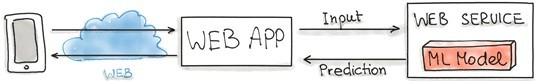 WEB
WEB APP
Input
Prediction
WEB SERVICE
ML Model